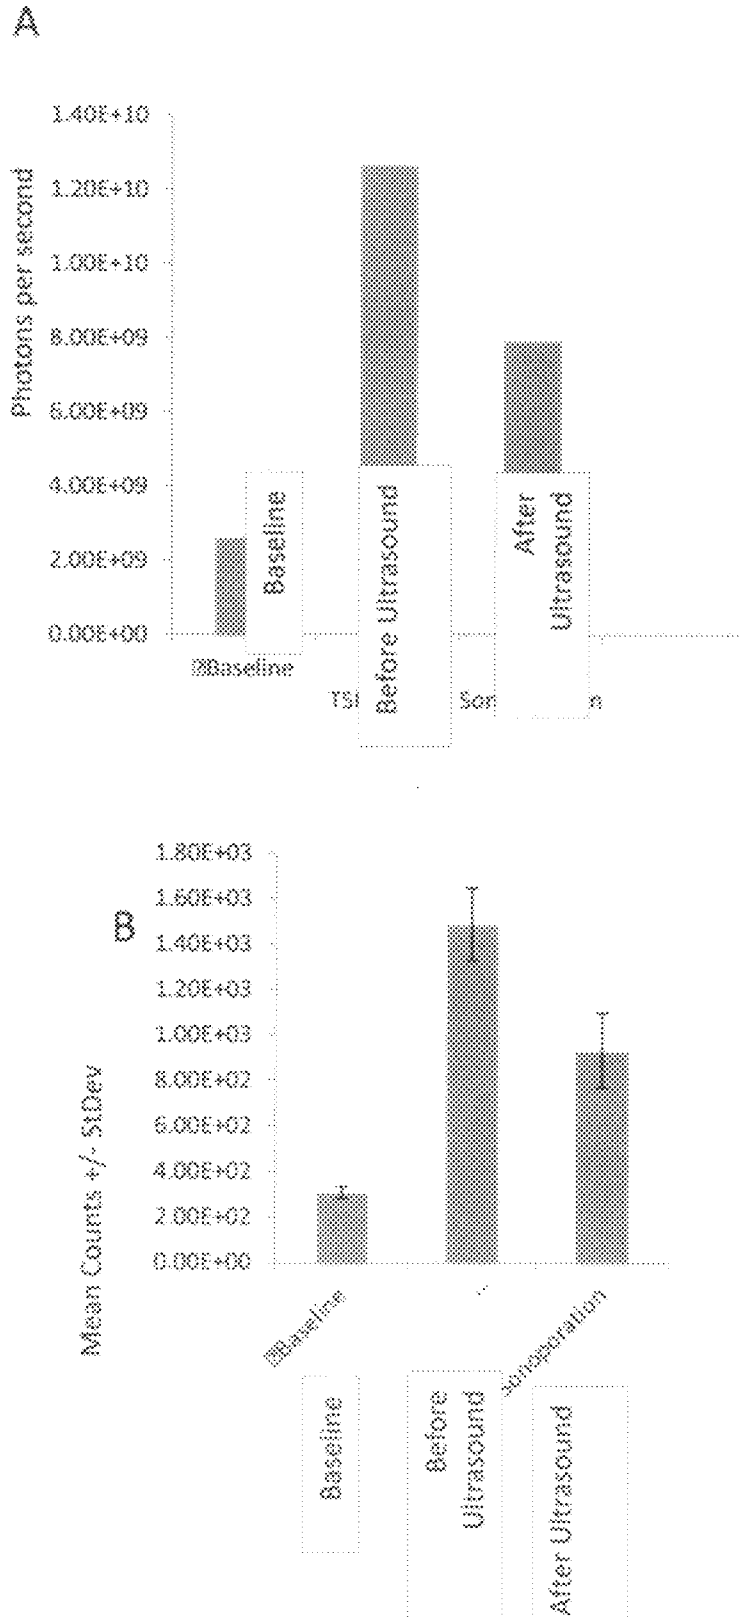 A
Photons per second
1.40E+10
1.20E+10
1.00E+10
8.00E+09
6.00E+09
4.00E+09
2.00E+09
0.00E+00
Baseline
Before Ultrasound
After
Ultrasound
Baseline
TSI
Son
n
B
Mean Counts +/- StDev
1.80E+03
1.60E+03
1.40E+03
1.20E+03
1.00E+03
8.00E+02
6.00E+02
4.00E+02
2.00E+02
0.00E+00
Baseline
sonoporation
Baseline
Before
Ultrasound
After Ultrasound